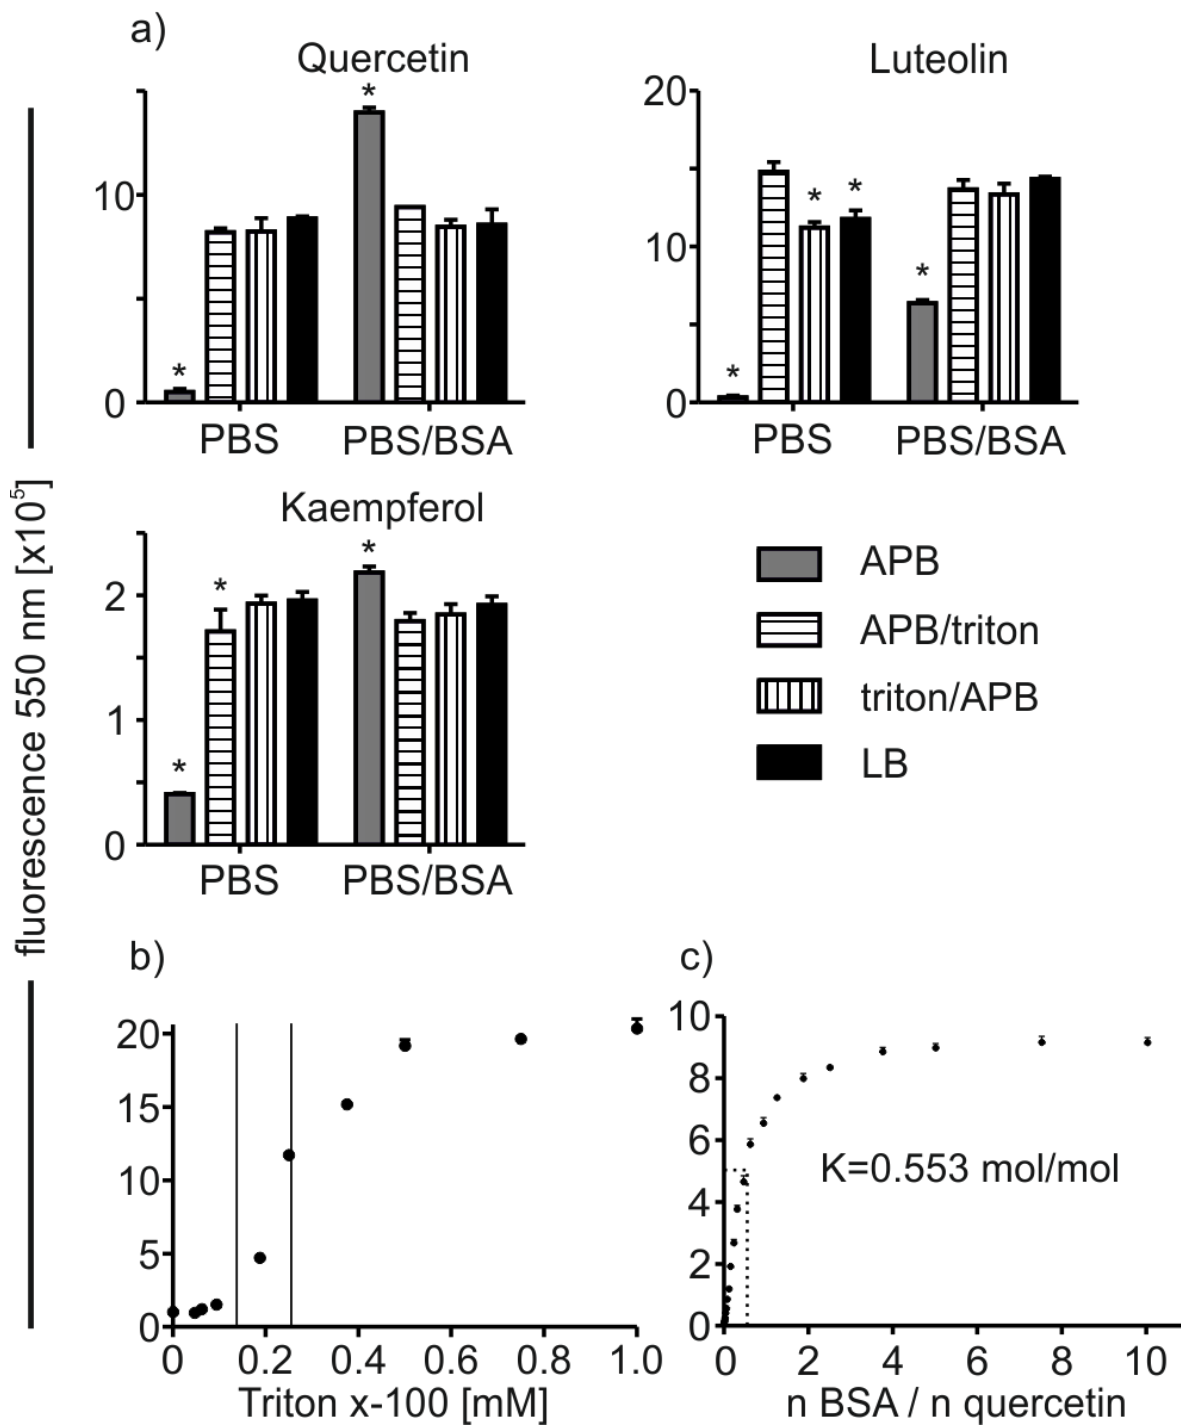 a)
Quercetin
Luteolin
*
*
10
0
PBS
PBS/BSA
20
10
0
*
*
*
*
PBS
PBS/BSA
fluorescence 550 nm [x10⁵]
Kaempferol
2
1
0
*
*
*
PBS
PBS/BSA
APB
APB/triton
triton/APB
LB
b)
20
15
10
5
0
0 0.2 0.4 0.6 0.8 1.0
Triton x-100 [mM]
c)
10
8
6
4
2
0
K=0.553 mol/mol
0 2 4 6 8 10
n BSA / n quercetin